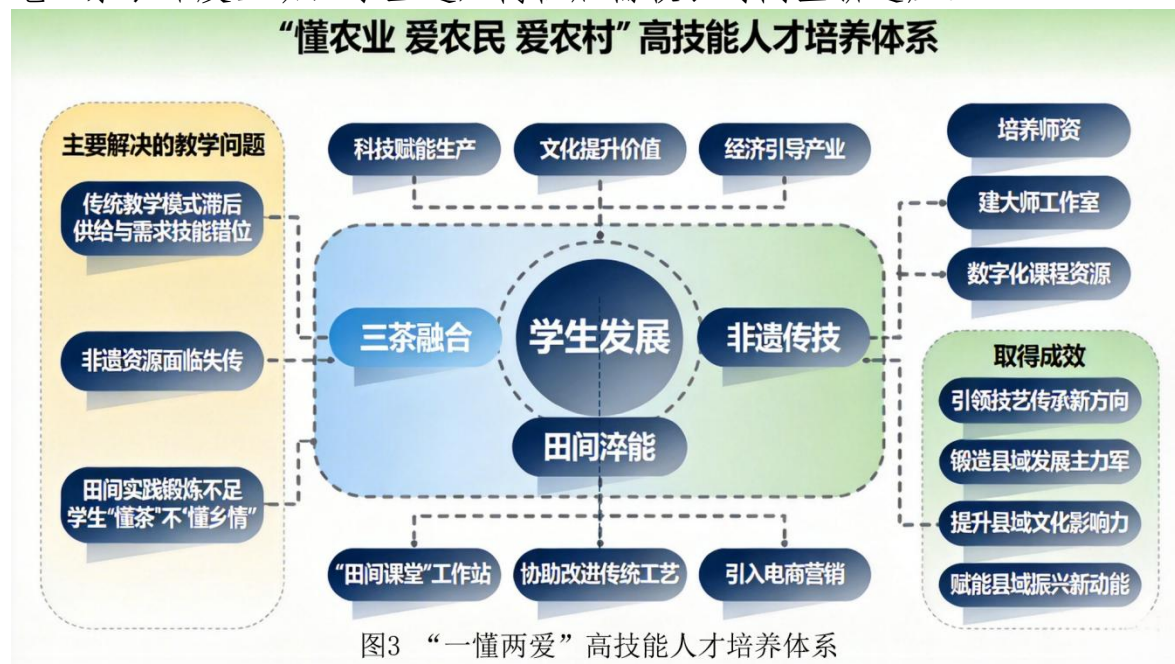 “懂农业 爱农民 爱农村”高技能人才培养体系
主要解决的教学问题
传统教学模式滞后
供给与需求技能错位
非遗资源面临失传
田间实践锻炼不足
学生“懂茶”不“懂乡情”
科技赋能生产
文化提升价值
经济引导产业
三茶融合
学生发展
非遗传技
田间淬能
“田间课堂”工作站
协助改进传统工艺
引入电商营销
培养师资
建大师工作室
数字化课程资源
取得成效
引领技艺传承新方向
锻造县域发展主力军
提升县域文化影响力
赋能县域振兴新动能
图3 “一懂两爱”高技能人才培养体系